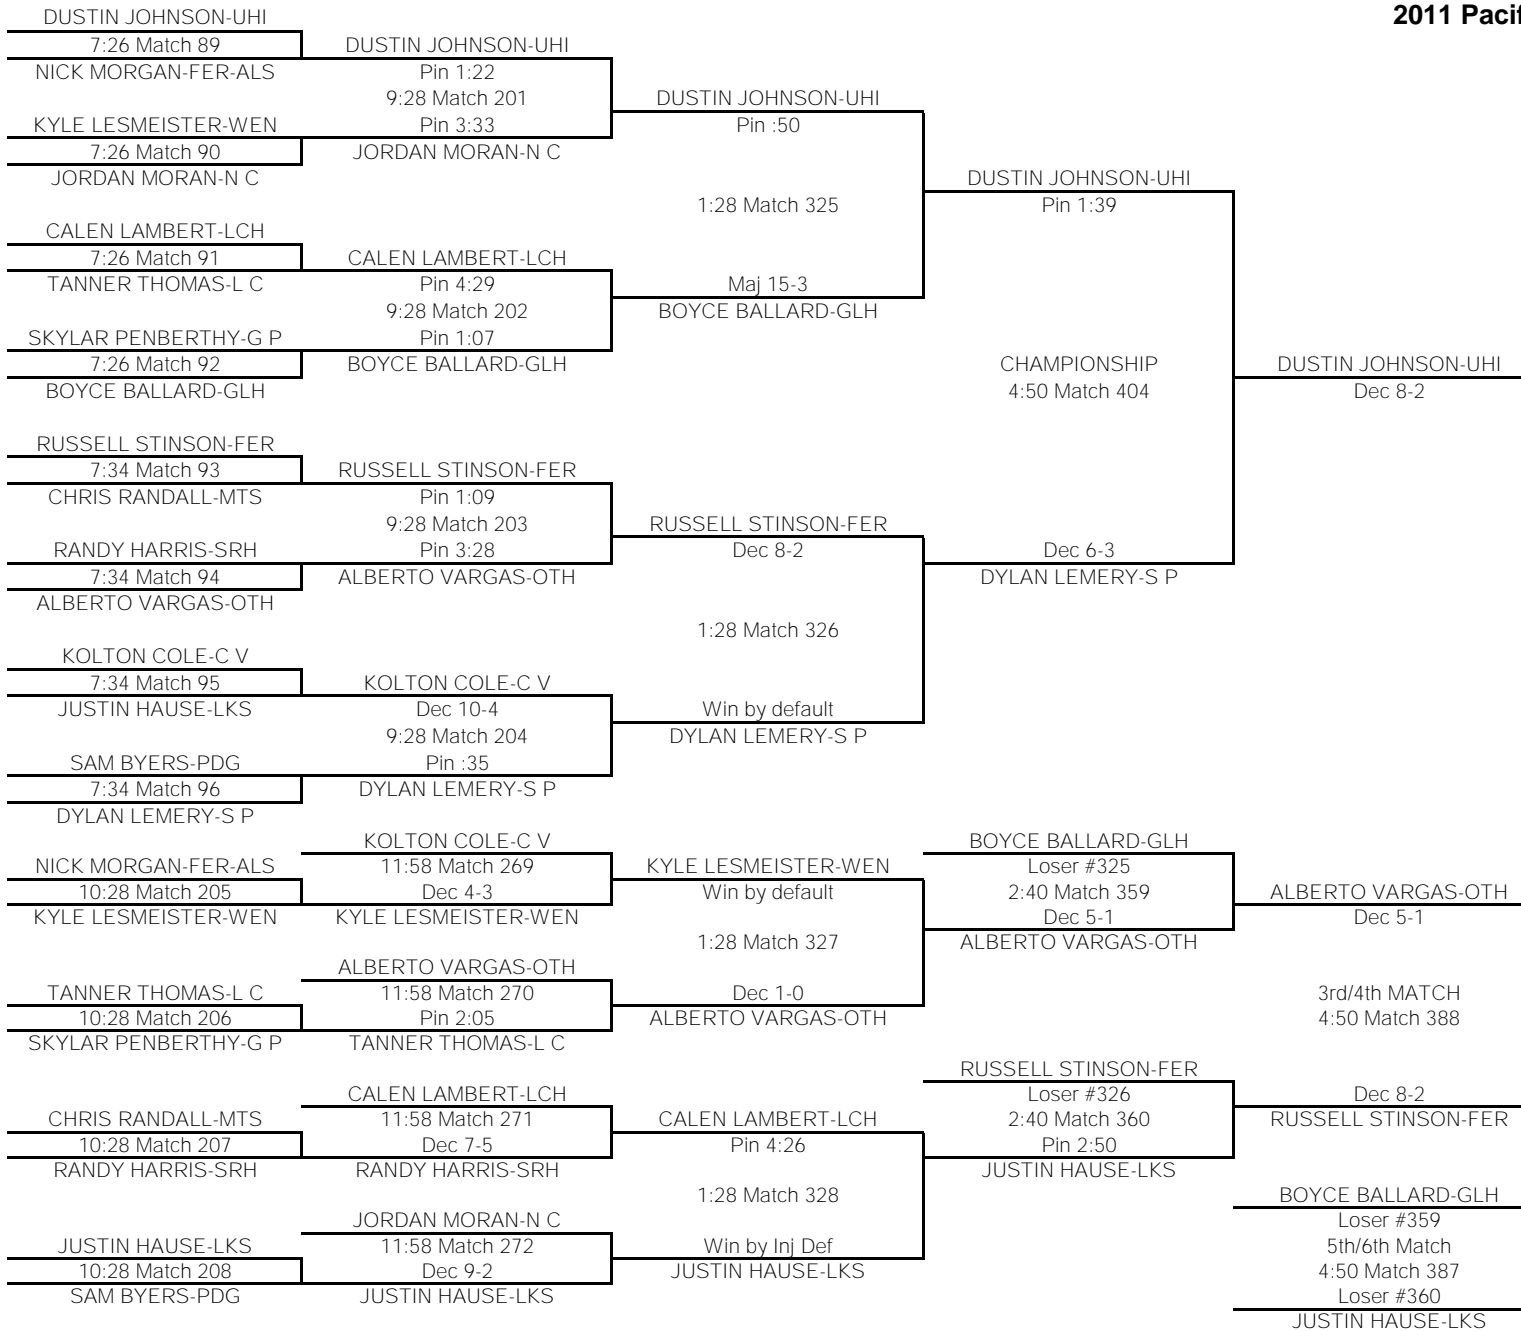 2011 Pacif
DUSTIN JOHNSON-UHI
7:26 Match 89
NICK MORGAN-FER-ALS
KYLE LESMEISTER-WEN
7:26 Match 90
JORDAN MORAN-N C
CALEN LAMBERT-LCH
7:26 Match 91
TANNER THOMAS-L C
SKYLAR PENBERTHY-G P
7:26 Match 92
BOYCE BALLARD-GLH
RUSSELL STINSON-FER
7:34 Match 93
CHRIS RANDALL-MTS
RANDY HARRIS-SRH
7:34 Match 94
ALBERTO VARGAS-OTH
KOLTON COLE-C V
7:34 Match 95
JUSTIN HAUSE-LKS
SAM BYERS-PDG
7:34 Match 96
DYLAN LEMERY-S P
DUSTIN JOHNSON-UHI
Pin 1:22
9:28 Match 201
Pin 3:33
JORDAN MORAN-N C
CALEN LAMBERT-LCH
Pin 4:29
9:28 Match 202
Pin 1:07
BOYCE BALLARD-GLH
RUSSELL STINSON-FER
Pin 1:09
9:28 Match 203
Pin 3:28
ALBERTO VARGAS-OTH
KOLTON COLE-C V
Dec 10-4
9:28 Match 204
Pin :35
DYLAN LEMERY-S P
DUSTIN JOHNSON-UHI
Pin :50
1:28 Match 325
Maj 15-3
BOYCE BALLARD-GLH
RUSSELL STINSON-FER
Dec 8-2
1:28 Match 326
Win by default
DYLAN LEMERY-S P
DUSTIN JOHNSON-UHI
Pin 1:39
CHAMPIONSHIP
4:50 Match 404
Dec 6-3
DYLAN LEMERY-S P
DUSTIN JOHNSON-UHI
Dec 8-2
NICK MORGAN-FER-ALS
10:28 Match 205
KYLE LESMEISTER-WEN
TANNER THOMAS-L C
10:28 Match 206
SKYLAR PENBERTHY-G P
CHRIS RANDALL-MTS
10:28 Match 207
RANDY HARRIS-SRH
JUSTIN HAUSE-LKS
10:28 Match 208
SAM BYERS-PDG
KOLTON COLE-C V
11:58 Match 269
Dec 4-3
KYLE LESMEISTER-WEN
ALBERTO VARGAS-OTH
11:58 Match 270
Pin 2:05
TANNER THOMAS-L C
CALEN LAMBERT-LCH
11:58 Match 271
Dec 7-5
RANDY HARRIS-SRH
JORDAN MORAN-N C
11:58 Match 272
Dec 9-2
JUSTIN HAUSE-LKS
KYLE LESMEISTER-WEN
Win by default
1:28 Match 327
Dec 1-0
ALBERTO VARGAS-OTH
CALEN LAMBERT-LCH
Pin 4:26
1:28 Match 328
Win by Inj Def
JUSTIN HAUSE-LKS
BOYCE BALLARD-GLH
Loser #325
2:40 Match 359
Dec 5-1
ALBERTO VARGAS-OTH
RUSSELL STINSON-FER
Loser #326
2:40 Match 360
Pin 2:50
JUSTIN HAUSE-LKS
ALBERTO VARGAS-OTH
Dec 5-1
3rd/4th MATCH
4:50 Match 388
Dec 8-2
RUSSELL STINSON-FER
BOYCE BALLARD-GLH
Loser #359
5th/6th Match
4:50 Match 387
Loser #360
JUSTIN HAUSE-LKS